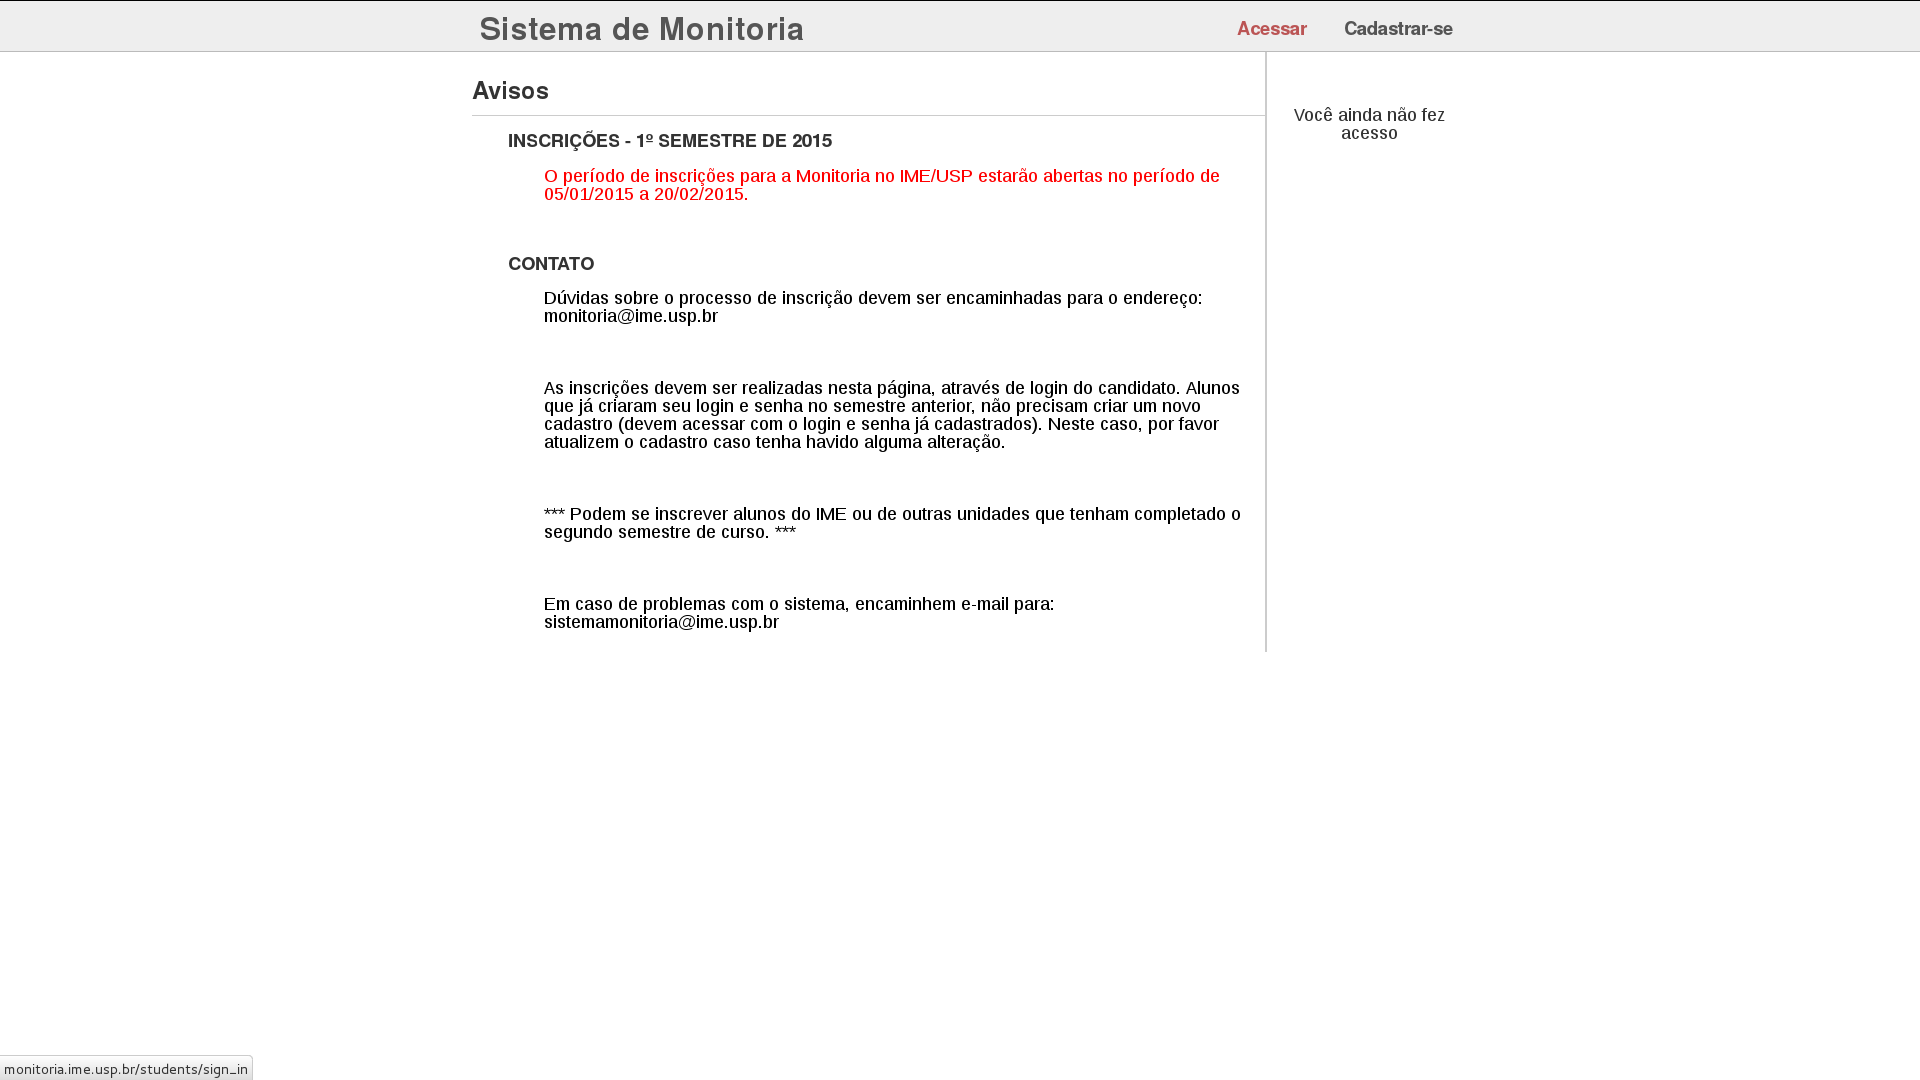 Sistema de Monitoria
Acessar
Cadastrar-se
Avisos
INSCRIÇÕES - 1º SEMESTRE DE 2015
O período de inscrições para a Monitoria no IME/USP estarão abertas no período de
05/01/2015 a 20/02/2015.
CONTATO
Dúvidas sobre o processo de inscrição devem ser encaminhadas para o endereço:
monitoria@ime.usp.br
As inscrições devem ser realizadas nesta página, através de login do candidato. Alunos
que já criaram seu login e senha no semestre anterior, não precisam criar um novo
cadastro (devem acessar com o login e senha já cadastrados). Neste caso, por favor
atualizem o cadastro caso tenha havido alguma alteração.
*** Podem se inscrever alunos do IME ou de outras unidades que tenham completado o
segundo semestre de curso. ***
Em caso de problemas com o sistema, encaminhem e-mail para:
sistemamonitoria@ime.usp.br
Você ainda não fez
acesso
monitoria.ime.usp.br/students/sign_in